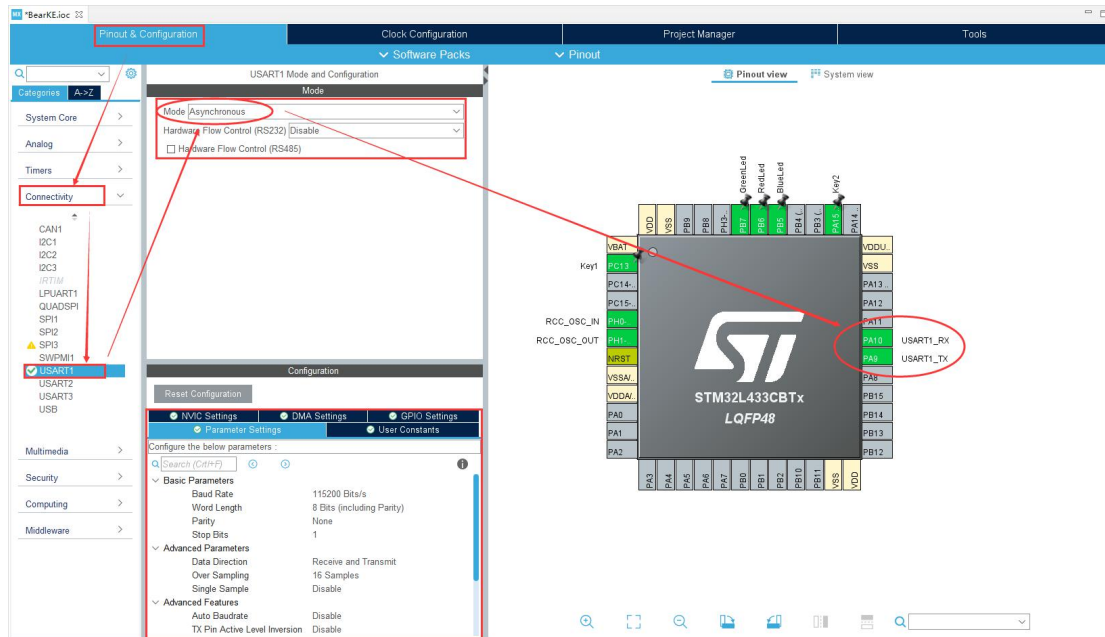 *BearKE.ioc
Pinout & Configuration
Clock Configuration
Project Manager
Tools
Software Packs
Pinout
Categories
A->Z
System Core
Analog
Timers
Connectivity
CAN1
I2C1
I2C2
I2C3
IRTIM
LPUART1
QUADSPI
SPI1
SPI2
SPI3
SWPMI1
USART1
USART2
USART3
USB
Multimedia
Security
Computing
Middleware
USART1 Mode and Configuration
Mode
Mode Asynchronous
Hardware Flow Control (RS232) Disable
Hardware Flow Control (RS485)
Configuration
Reset Configuration
NVIC Settings
DMA Settings
GPIO Settings
Parameter Settings
User Constants
Configure the below parameters :
Search (Crtl+F)
Basic Parameters
Baud Rate 115200 Bits/s
Word Length 8 Bits (including Parity)
Parity None
Stop Bits 1
Advanced Parameters
Data Direction Receive and Transmit
Over Sampling 16 Samples
Single Sample Disable
Advanced Features
Auto Baudrate Disable
TX Pin Active Level Inversion Disable
Pinout view
System view
GreenLed
RedLed
BlueLed
Key2
VDD
VSS
PB9
PB8
PH3-..
PB7
PB6
PB5
PB4 (..
PB3 (..
PA15 ..
PA14 ..
VBAT
Key1 PC13
PC14-..
PC15-..
RCC_OSC_IN PH0-..
RCC_OSC_OUT PH1-..
NRST
VSSA/..
VDDA/..
PA0
PA1
PA2
VDDU..
VSS
PA13 ..
PA12
PA11
PA10 USART1_RX
PA9 USART1_TX
PA8
PB15
PB14
PB13
PB12
ST
STM32L433CBTx
LQFP48
PA3
PA4
PA5
PA6
PA7
PB0
PB1
PB2
PB10
PB11
VSS
VDD